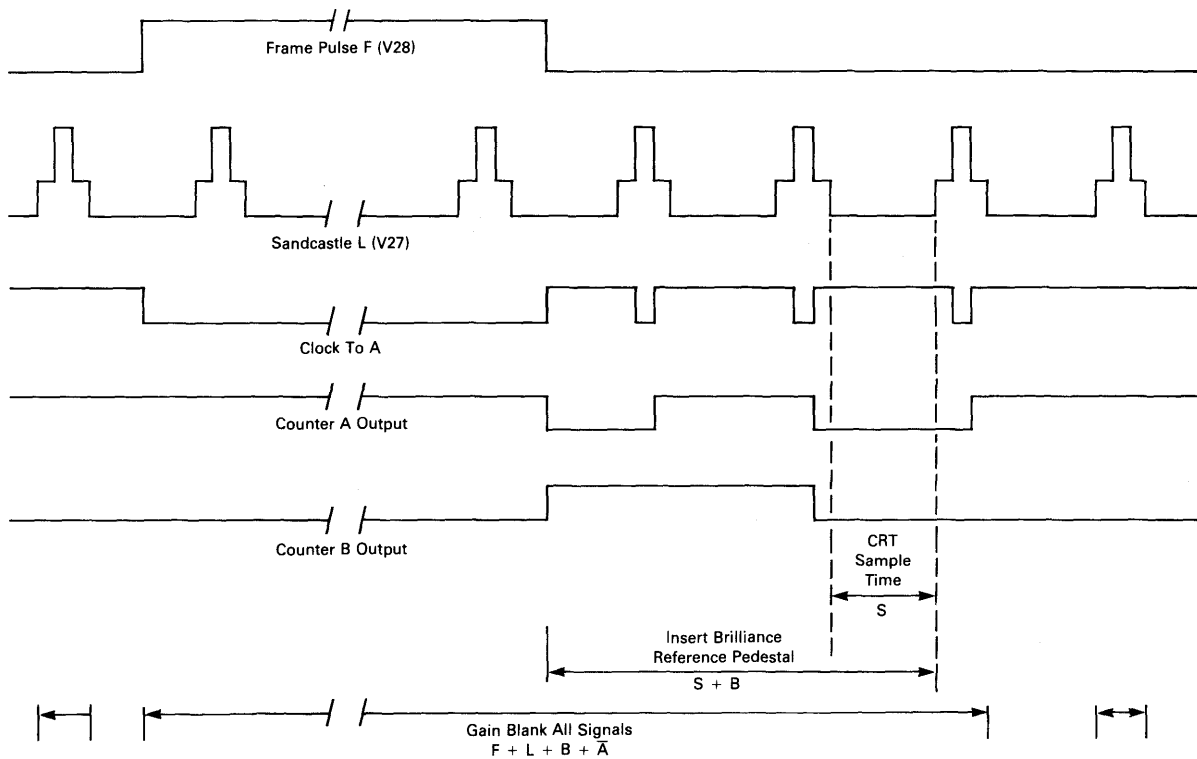 Frame Pulse F (V28)
Sandcastle L (V27)
Clock To A
Counter A Output
Counter B Output
CRT
Sample
Time
S
Insert Brilliance
Reference Pedestal
S + B
Gain Blank All Signals
F + L + B + A̅